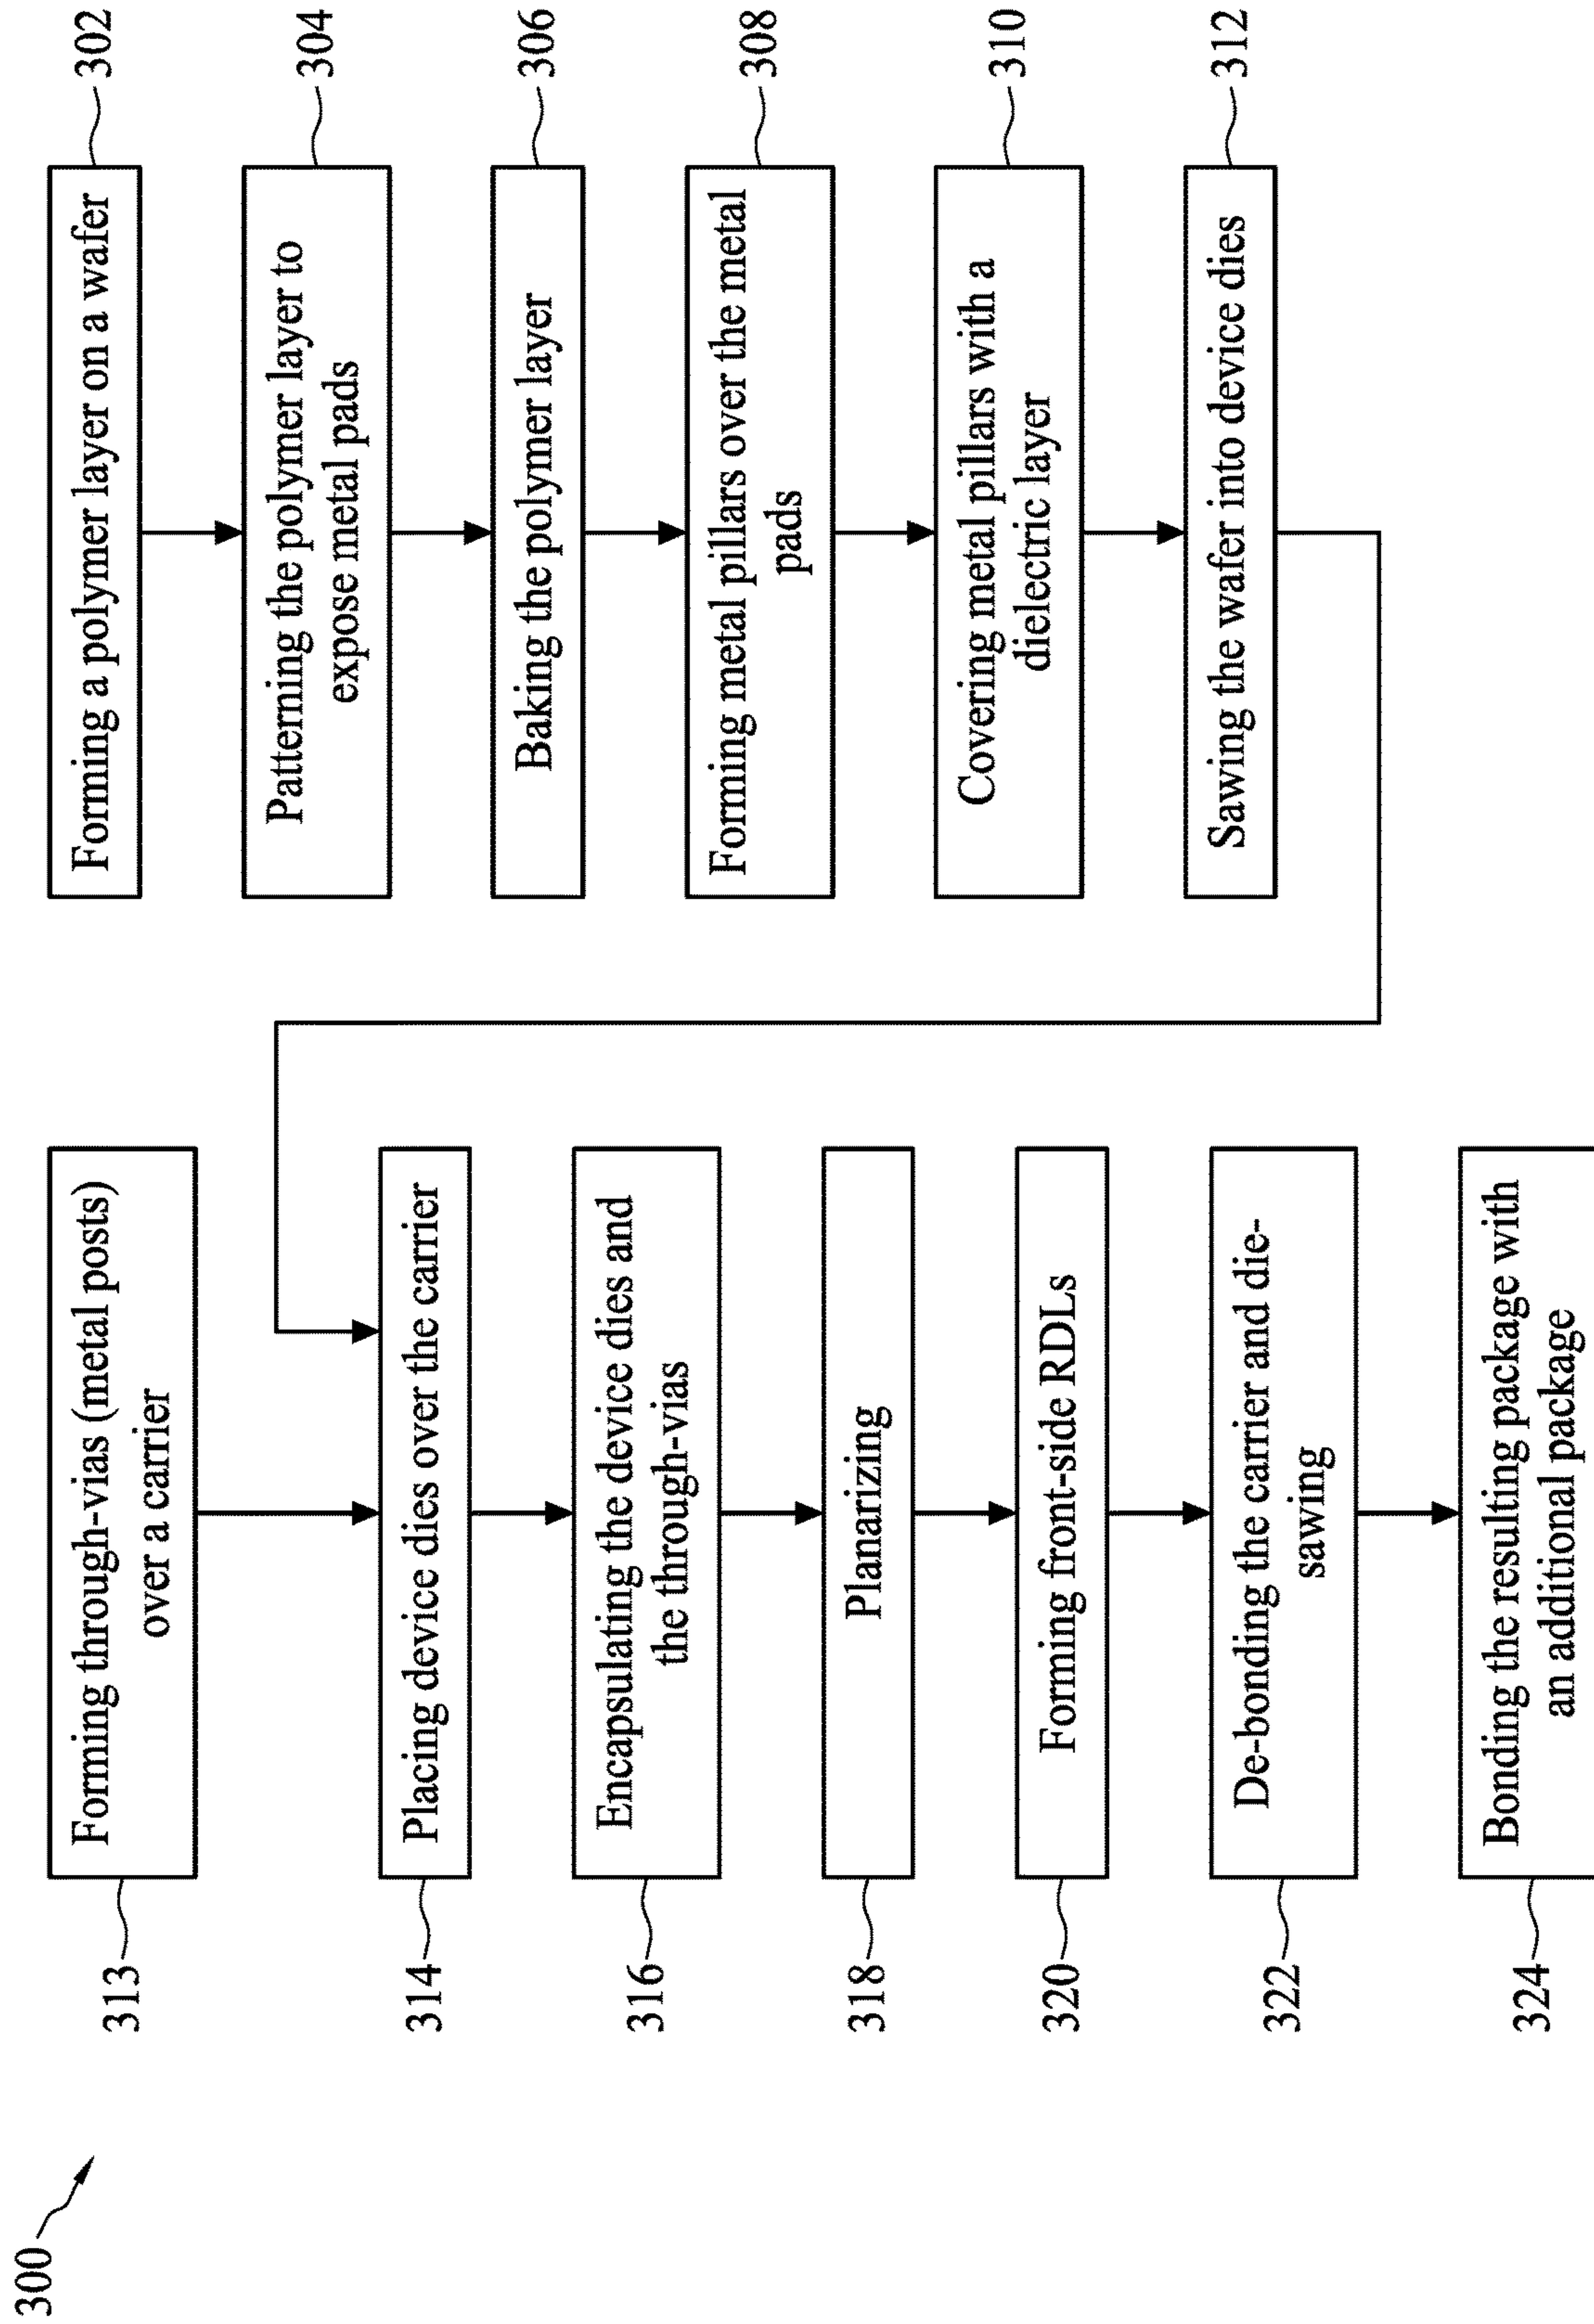 300
313
Forming through-vias (metal posts)
over a carrier
314
Placing device dies over the carrier
316
Encapsulating the device dies and
the through-vias
318
Planarizing
320
Forming front-side RDLs
322
De-bonding the carrier and die-
sawing
324
Bonding the resulting package with
an additional package
Forming a polymer layer on a wafer
302
Patterning the polymer layer to
expose metal pads
304
Baking the polymer layer
306
Forming metal pillars over the metal
pads
308
Covering metal pillars with a
dielectric layer
310
Sawing the wafer into device dies
312